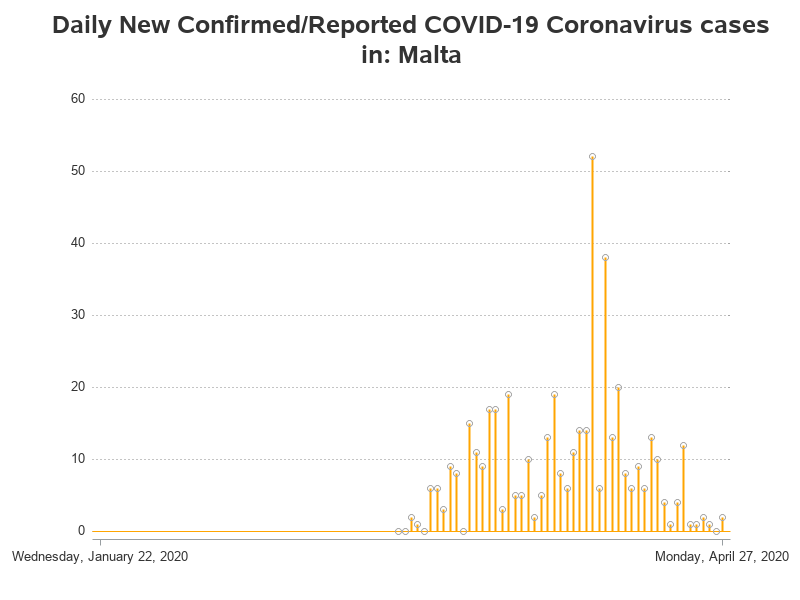 Daily New Confirmed/Reported COVID-19 Coronavirus cases
in: Malta
60
50
40
30
20
10
0
Wednesday, January 22, 2020
Monday, April 27, 2020